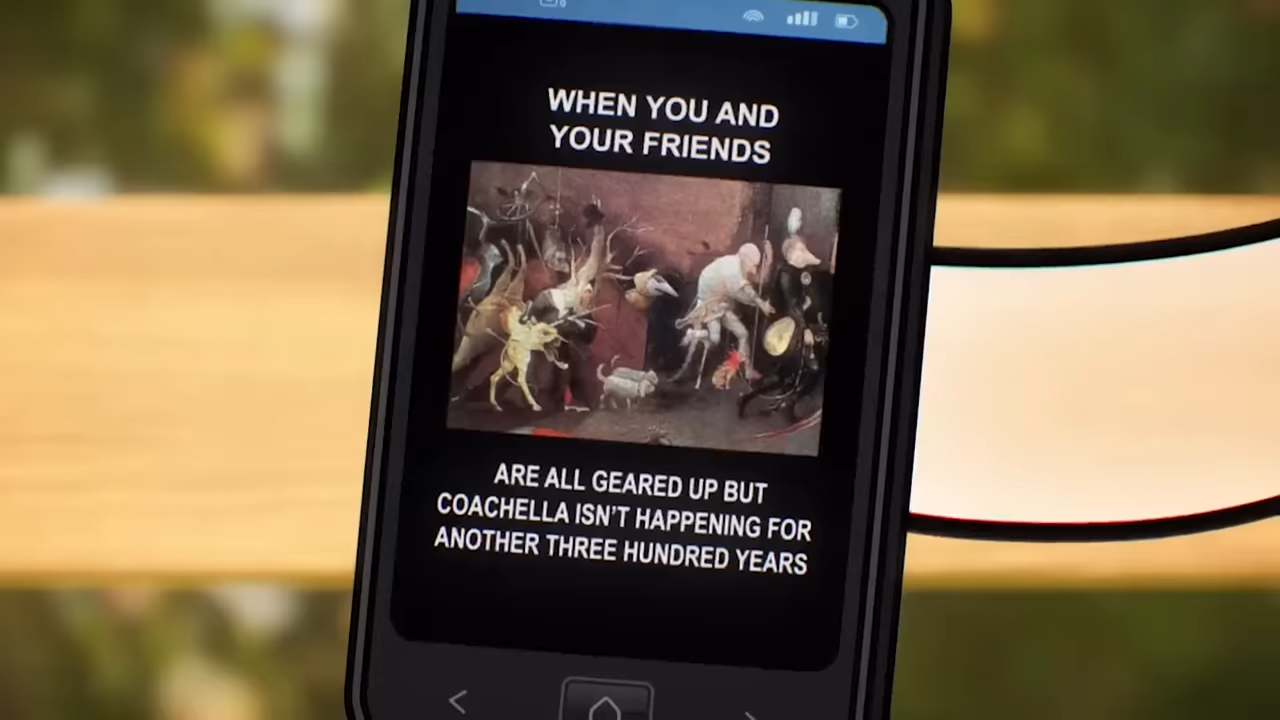 WHEN YOU AND
YOUR FRIENDS
ARE ALL GEARED UP BUT
COACHELLA ISN'T HAPPENING FOR
ANOTHER THREE HUNDRED YEARS